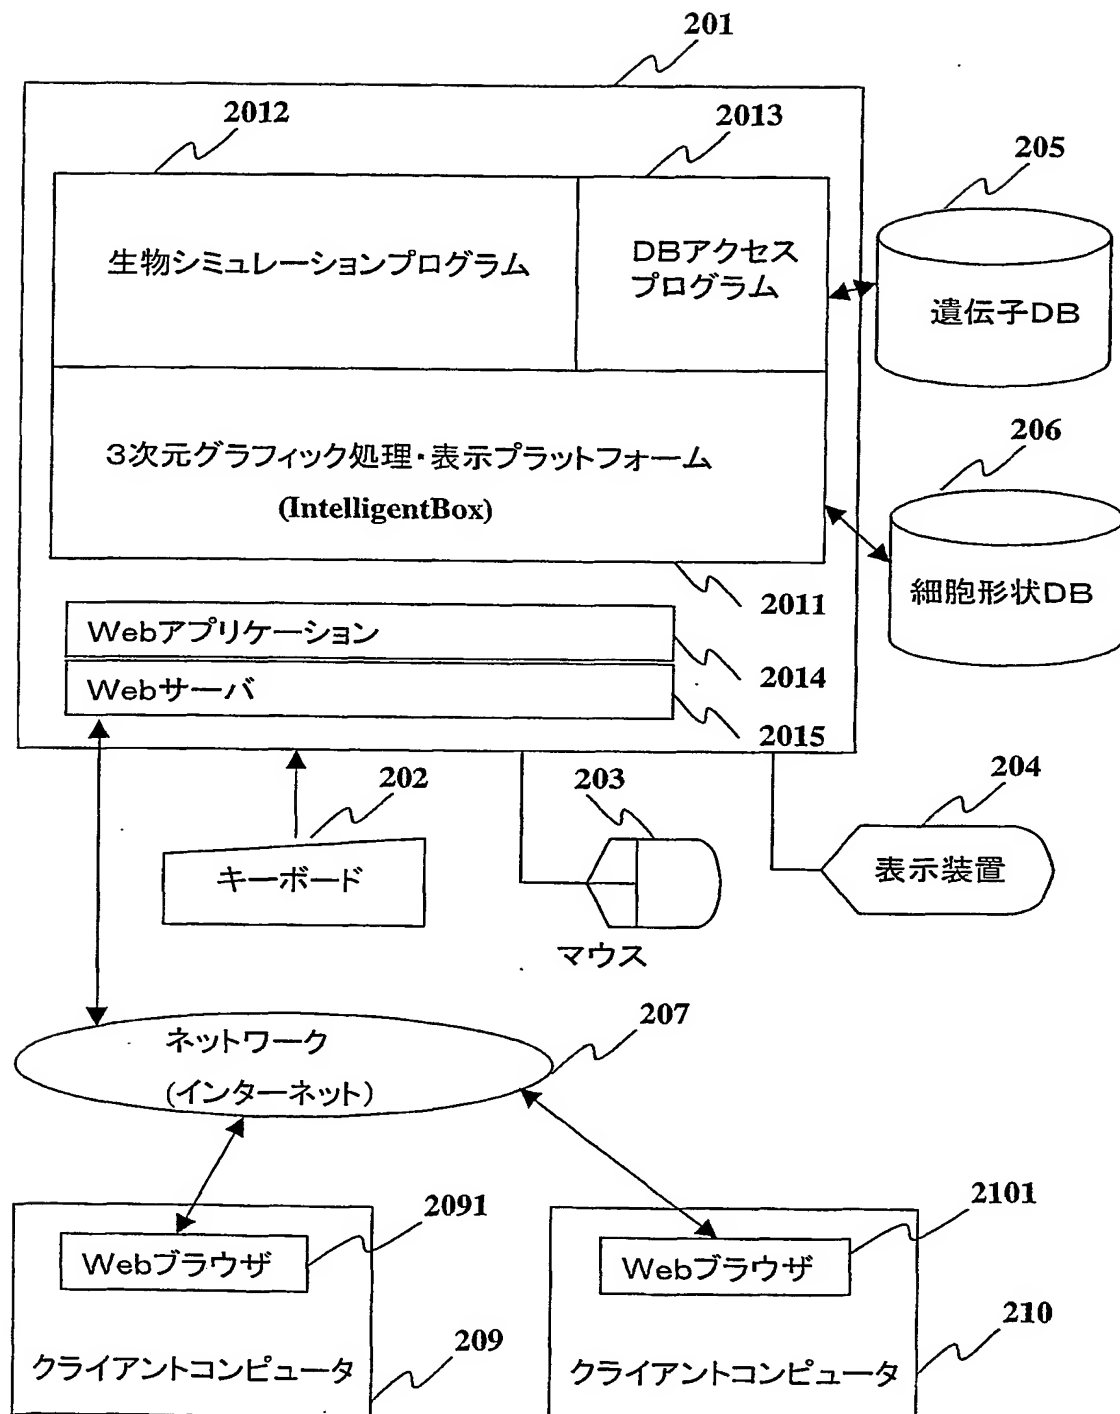 201
2012
2013
205
生物シミュレーションプログラム
DBアクセス
プログラム
遺伝子DB
206
3次元グラフィック処理・表示プラットフォーム
(IntelligentBox)
細胞形状DB
2011
Webアプリケーション
2014
Webサーバ
2015
202
203
204
キーボード
マウス
表示装置
207
ネットワーク
(インターネット)
2091
2101
Webブラウザ
Webブラウザ
209
210
クライアントコンピュータ
クライアントコンピュータ